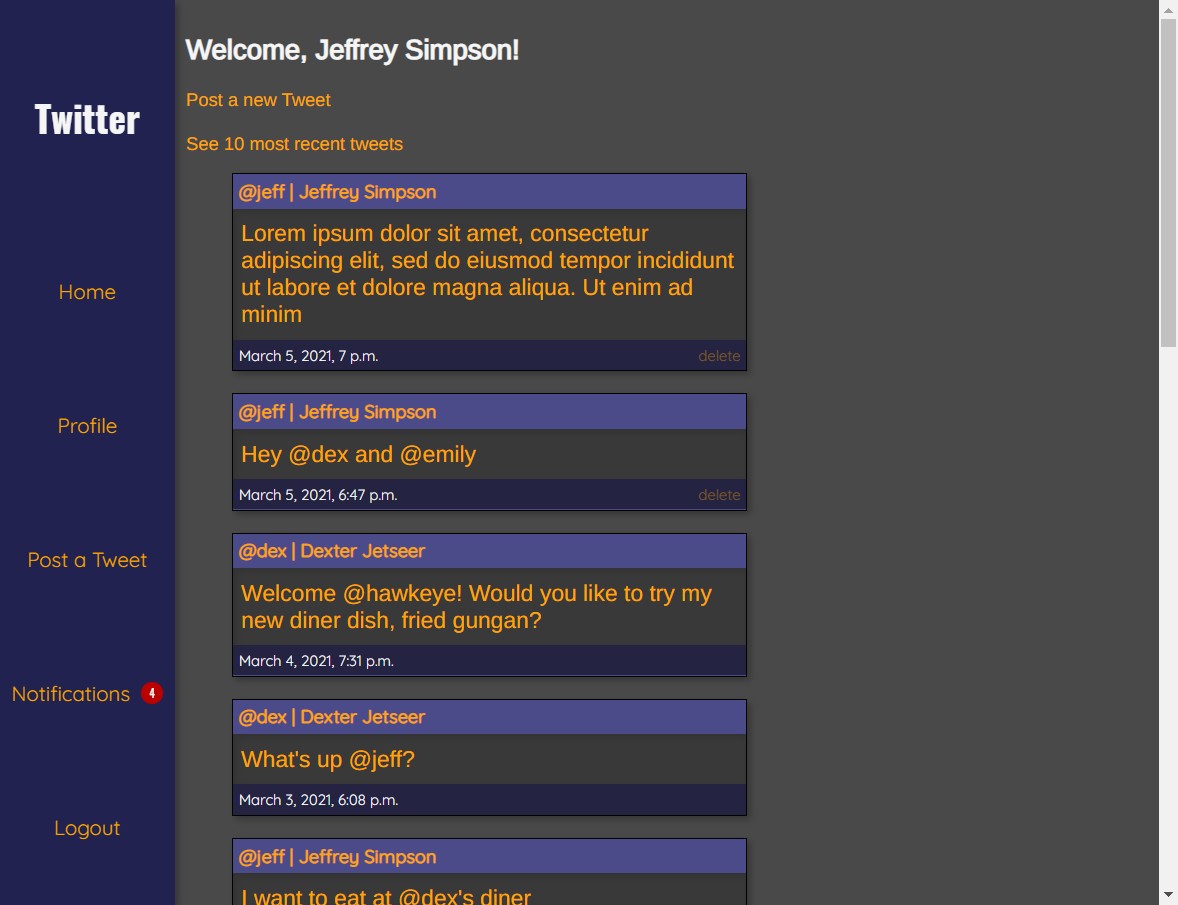 Twitter
Home
Profile
Post a Tweet
Notifications 4
Logout
Welcome, Jeffrey Simpson!
Post a new Tweet
See 10 most recent tweets
@jeff | Jeffrey Simpson
Lorem ipsum dolor sit amet, consectetur
adipiscing elit, sed do eiusmod tempor incididunt
ut labore et dolore magna aliqua. Ut enim ad
minim
March 5, 2021, 7 p.m. delete
@jeff | Jeffrey Simpson
Hey @dex and @emily
March 5, 2021, 6:47 p.m. delete
@dex | Dexter Jetseer
Welcome @hawkeye! Would you like to try my
new diner dish, fried gungan?
March 4, 2021, 7:31 p.m.
@dex | Dexter Jetseer
What's up @jeff?
March 3, 2021, 6:08 p.m.
@jeff | Jeffrey Simpson
I want to eat at @dex's diner